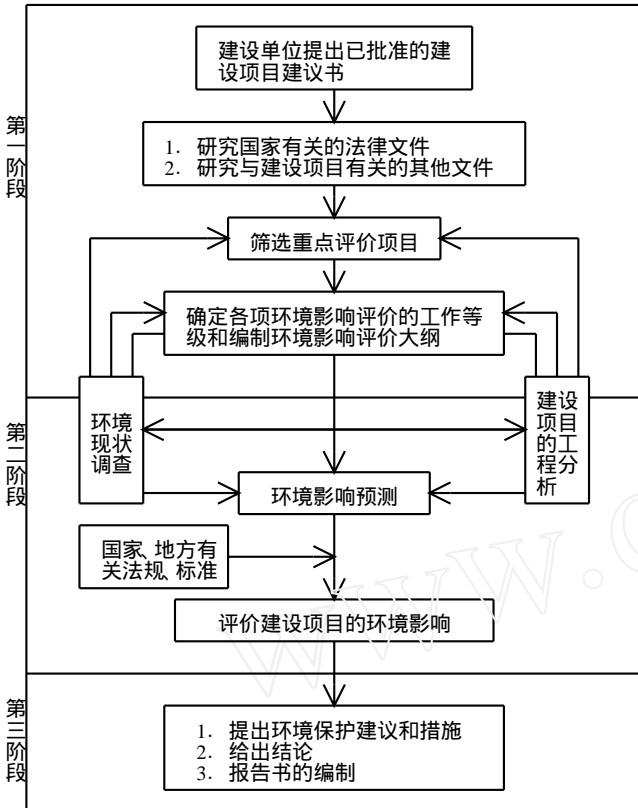 建设单位提出已批准的建
设项目建议书
第一阶段
1. 研究国家有关的法律文件
2. 研究与建设项目有关的其他文件
筛选重点评价项目
确定各项环境影响评价的工作等
级和编制环境影响评价大纲
第二阶段
环境
现状
调查
建设
项目
的工
程分
析
环境影响预测
国家、地方有
关法规、标准
评价建设项目的环境影响
第三阶段
1. 提出环境保护建议和措施
2. 给出结论
3. 报告书的编制